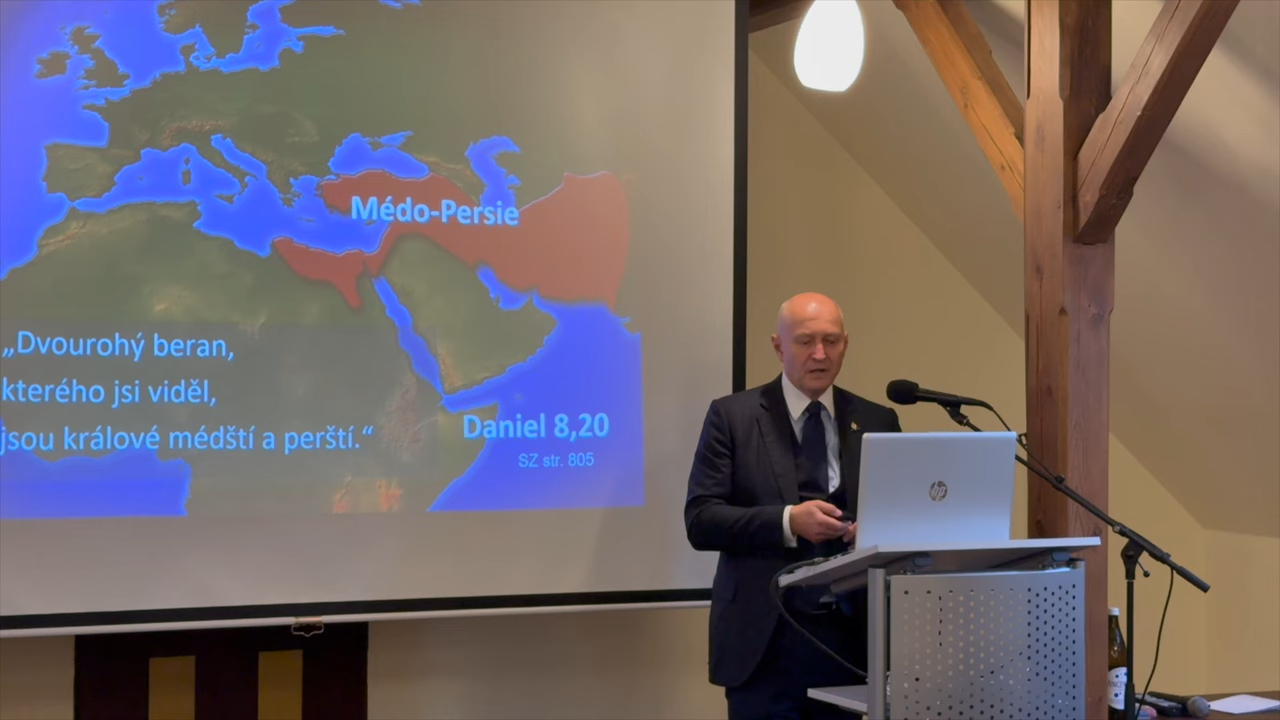 Médo-Persie
„Dvourohý beran,
kterého jsi viděl,
jsou králové médští a perští.“
Daniel 8,20
SZ str. 805
hp